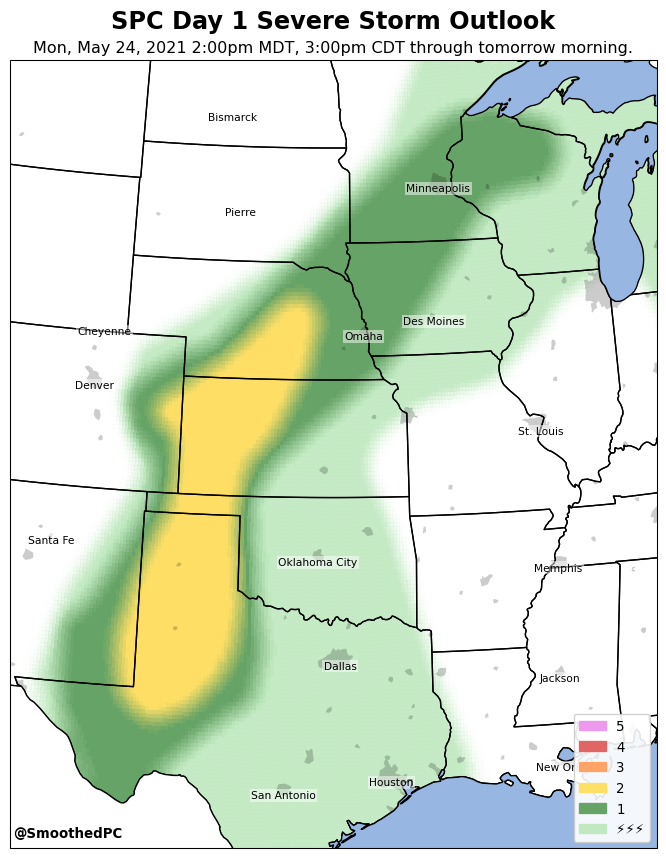 SPC Day 1 Severe Storm Outlook
Mon, May 24, 2021 2:00pm MDT, 3:00pm CDT through tomorrow morning.
Bismarck
Minneapolis
Pierre
Des Moines
Cheyenne
Omaha
Denver
St. Louis
Santa Fe
Oklahoma City
Memphis
Dallas
Jackson
Houston
New Or
San Antonio
5
4
3
2
1
⚡⚡⚡
@SmoothedPC